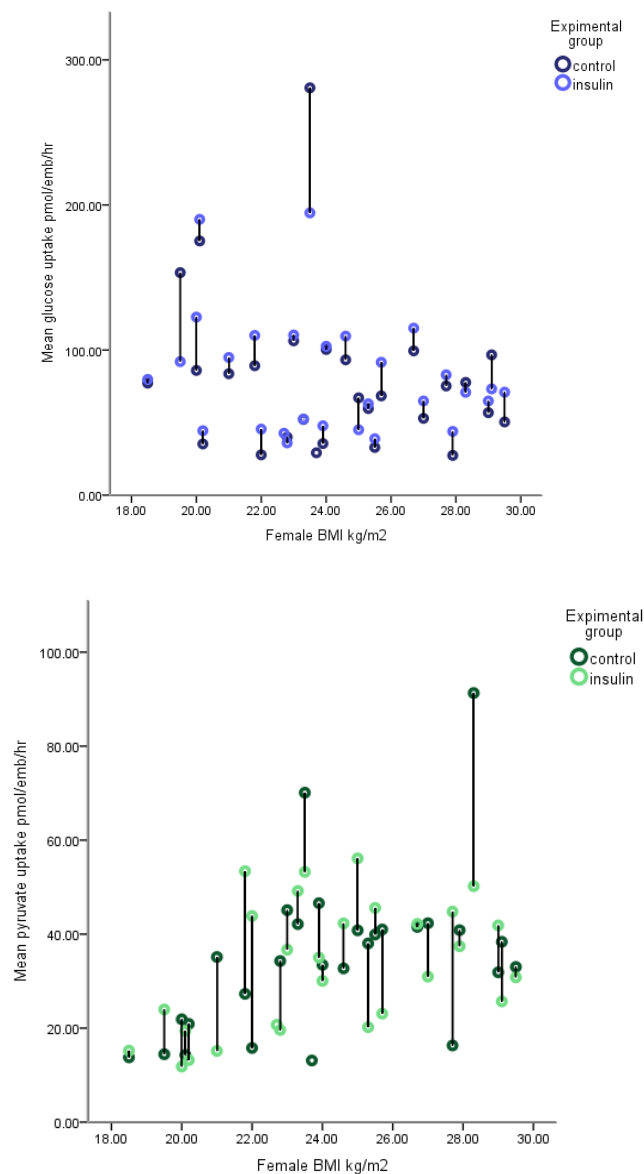 Expimental
group
control
insulin
300.00
200.00
100.00
0.00
Mean glucose uptake pmol/emb/hr
18.00 20.00 22.00 24.00 26.00 28.00 30.00
Female BMI kg/m2
Expimental
group
control
insulin
100.00
80.00
60.00
40.00
20.00
0.00
Mean pyruvate uptake pmol/emb/hr
18.00 20.00 22.00 24.00 26.00 28.00 30.00
Female BMI kg/m2